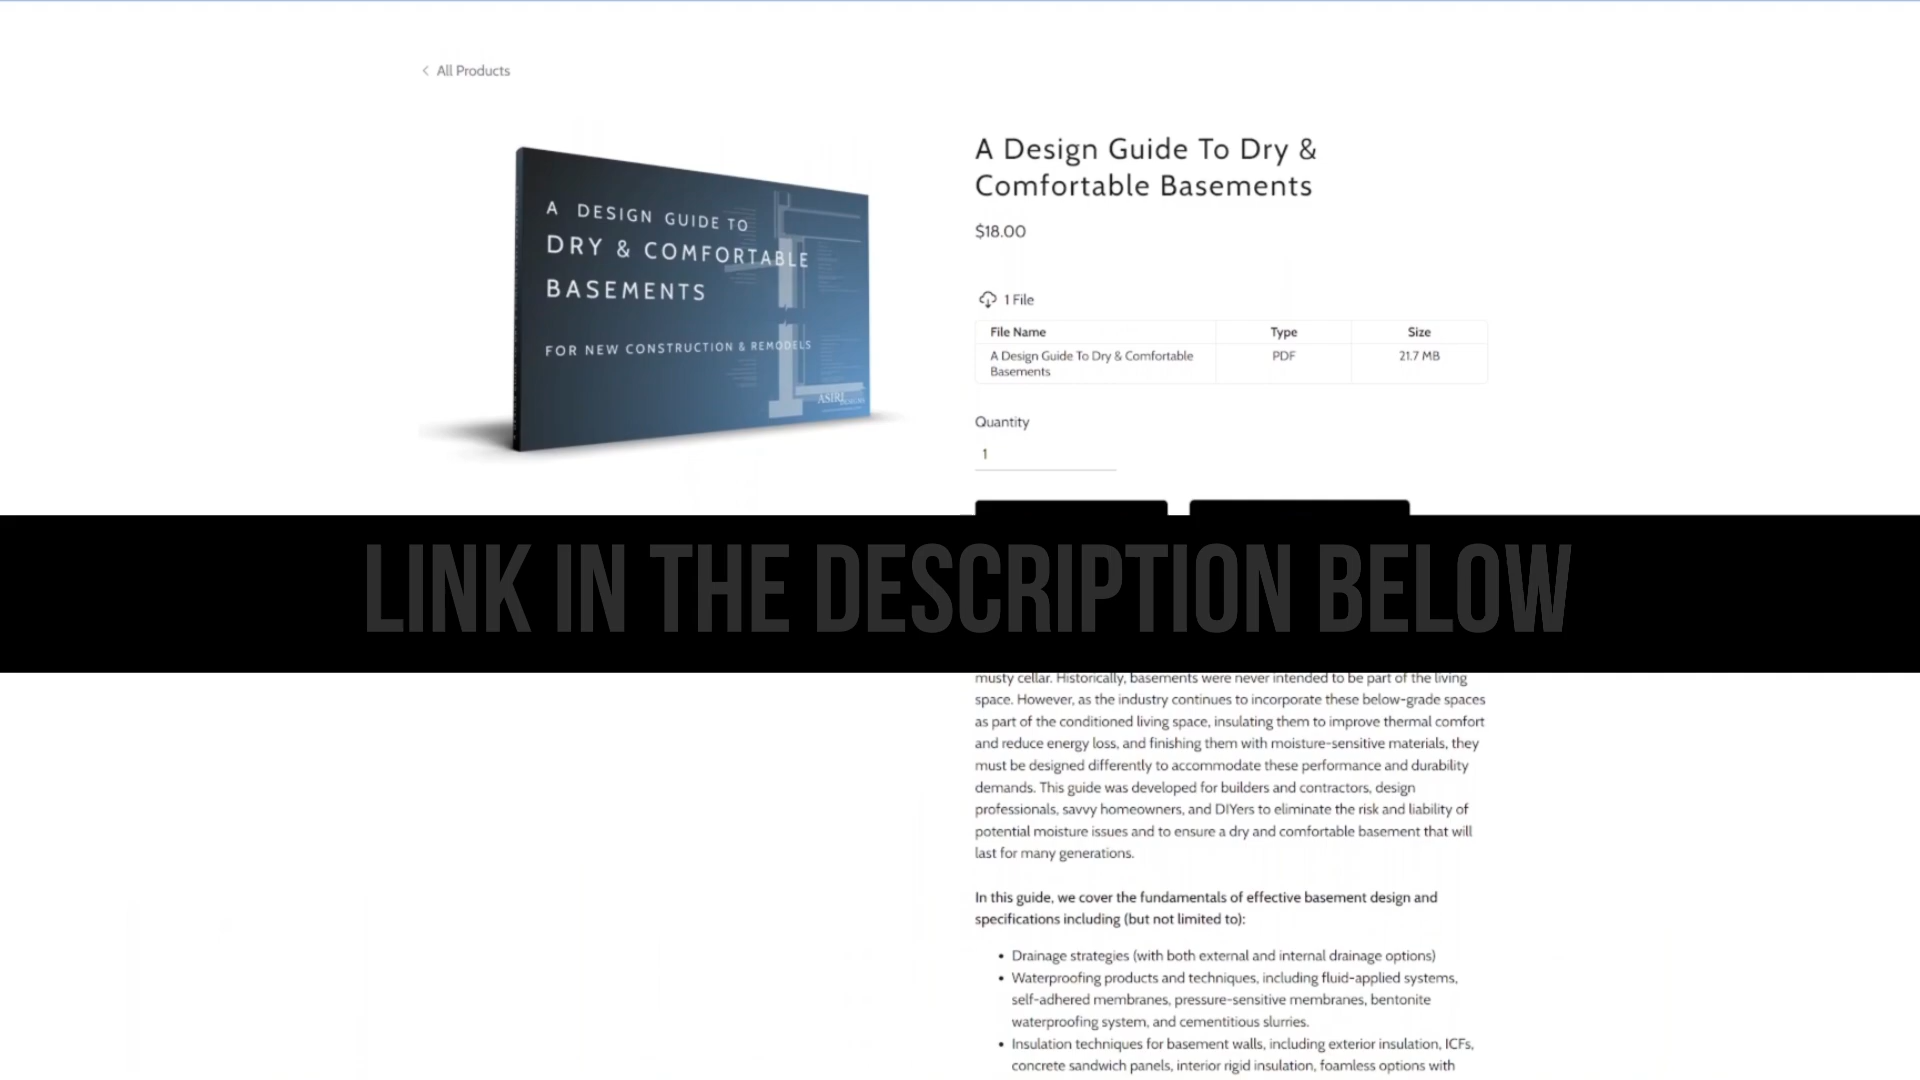 All Products
A DESIGN GUIDE TO
DRY & COMFORTABLE
BASEMENTS
FOR NEW CONSTRUCTION & REMODELS
ASIRI
DESIGNS
A Design Guide To Dry &
Comfortable Basements
$18.00
1 File
File Name Type Size
A Design Guide To Dry & Comfortable PDF 21.7 MB
Basements
Quantity
1
LINK IN THE DESCRIPTION BELOW
musty cellar. Historically, basements were never intended to be part of the living
space. However, as the industry continues to incorporate these below-grade spaces
as part of the conditioned living space, insulating them to improve thermal comfort
and reduce energy loss, and finishing them with moisture-sensitive materials, they
must be designed differently to accommodate these performance and durability
demands. This guide was developed for builders and contractors, design
professionals, savvy homeowners, and DIYers to eliminate the risk and liability of
potential moisture issues and to ensure a dry and comfortable basement that will
last for many generations.
In this guide, we cover the fundamentals of effective basement design and
specifications including (but not limited to):
• Drainage strategies (with both external and internal drainage options)
• Waterproofing products and techniques, including fluid-applied systems,
self-adhered membranes, pressure-sensitive membranes, bentonite
waterproofing system, and cementitious slurries.
• Insulation techniques for basement walls, including exterior insulation, ICFs,
concrete sandwich panels, interior rigid insulation, foamless options with